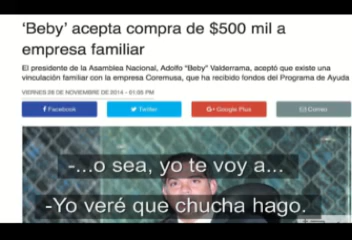 ‘Beby’ acepta compra de $500 mil a
empresa familiar
El presidente de la Asamblea Nacional, Adolfo "Beby" Valderrama, aceptó que existe una
vinculación familiar con la empresa Coremusa, que ha recibido fondos del Programa de Ayuda
VIERNES 28 DE NOVIEMBRE DE 2014 - 01:05 PM
Facebook
Twitter
Google Plus
Correo
-...o sea, yo te voy a...
-Yo veré que chucha hago.